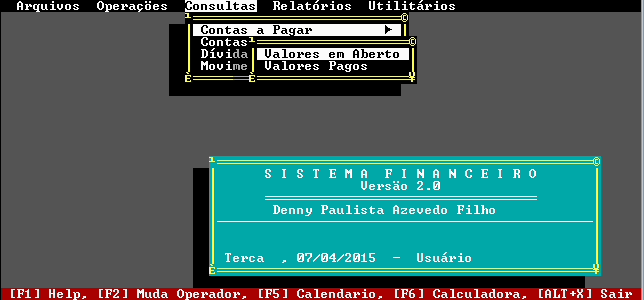 Arquivos Operações Consultas Relatórios Utilitários
Contas a Pagar
Contas
Valores em Aberto
Dívida
Movime
Valores Pagos
SISTEMA FINANCEIRO
Versão 2.0
Denny Paulista Azevedo Filho
Terca , 07/04/2015 - Usuário
[F1] Help, [F2] Muda Operador, [F5] Calendario, [F6] Calculadora, [ALT+X] Sair